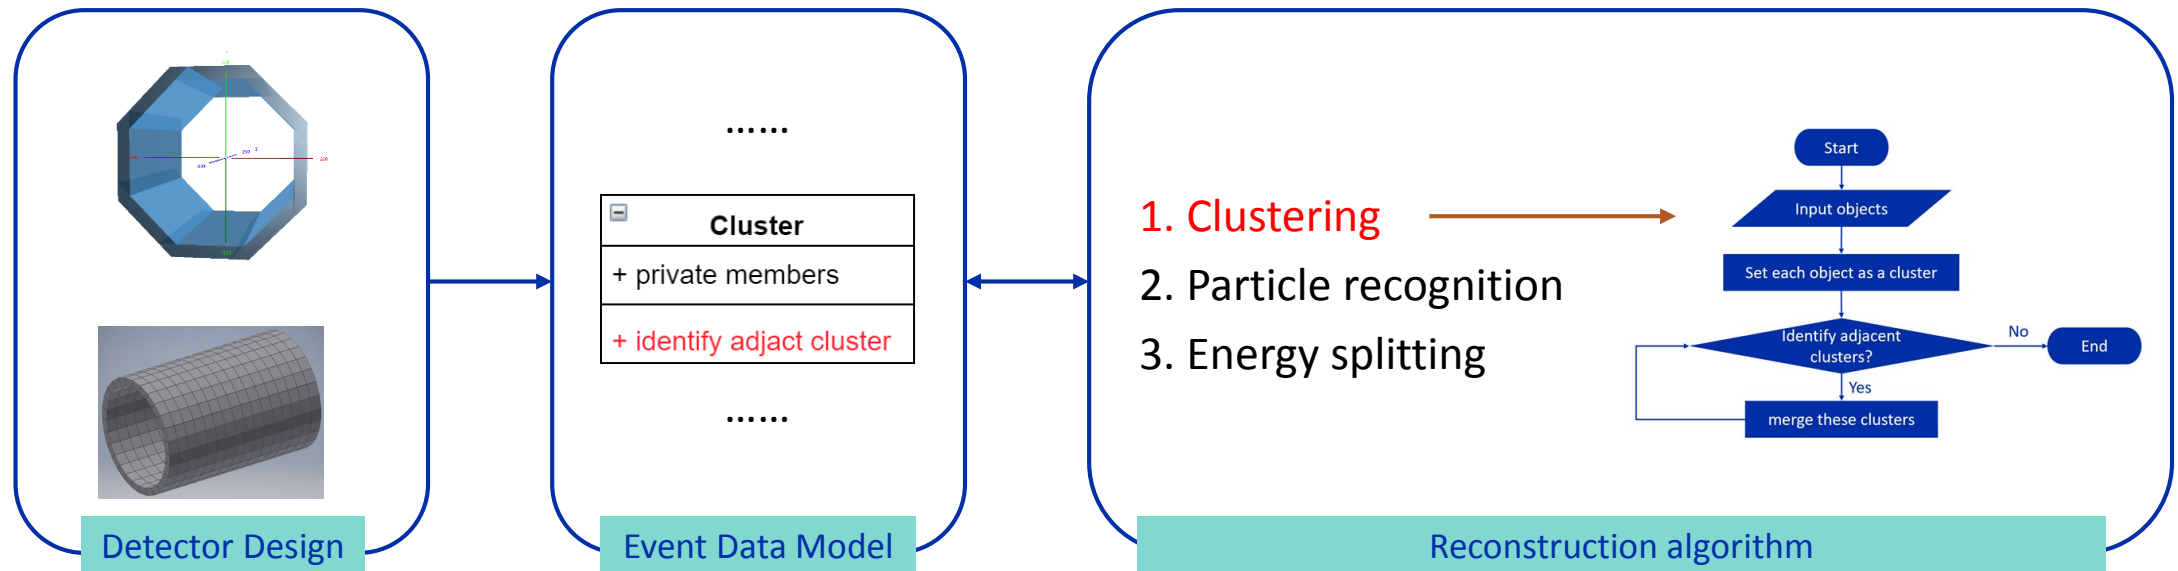 Detector Design
......
Cluster
+ private members
+ identify adjact cluster
......
Event Data Model
1. Clustering
2. Particle recognition
3. Energy splitting
Start
Input objects
Set each object as a cluster
Identify adjacent
clusters?
No
End
Yes
merge these clusters
Reconstruction algorithm